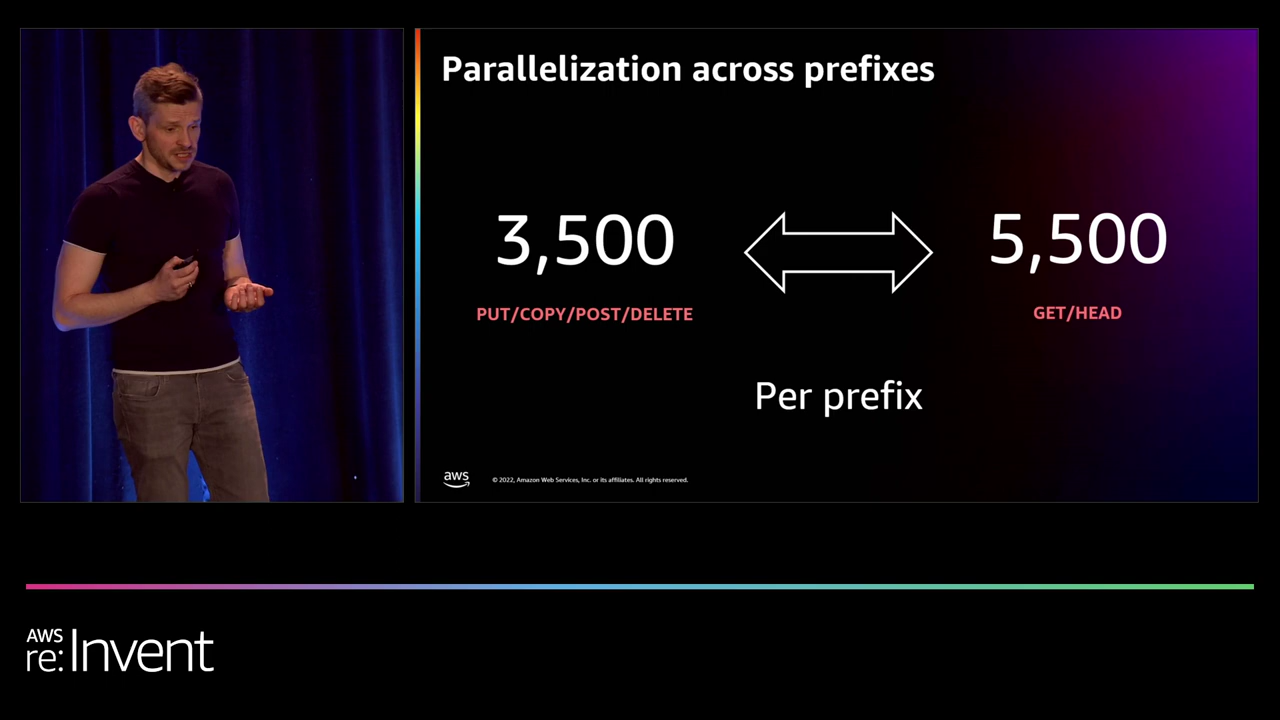 Parallelization across prefixes
3,500
5,500
PUT/COPY/POST/DELETE
GET/HEAD
Per prefix
aws
© 2022, Amazon Web Services, Inc. or its affiliates. All rights reserved.
AWS
re:Invent